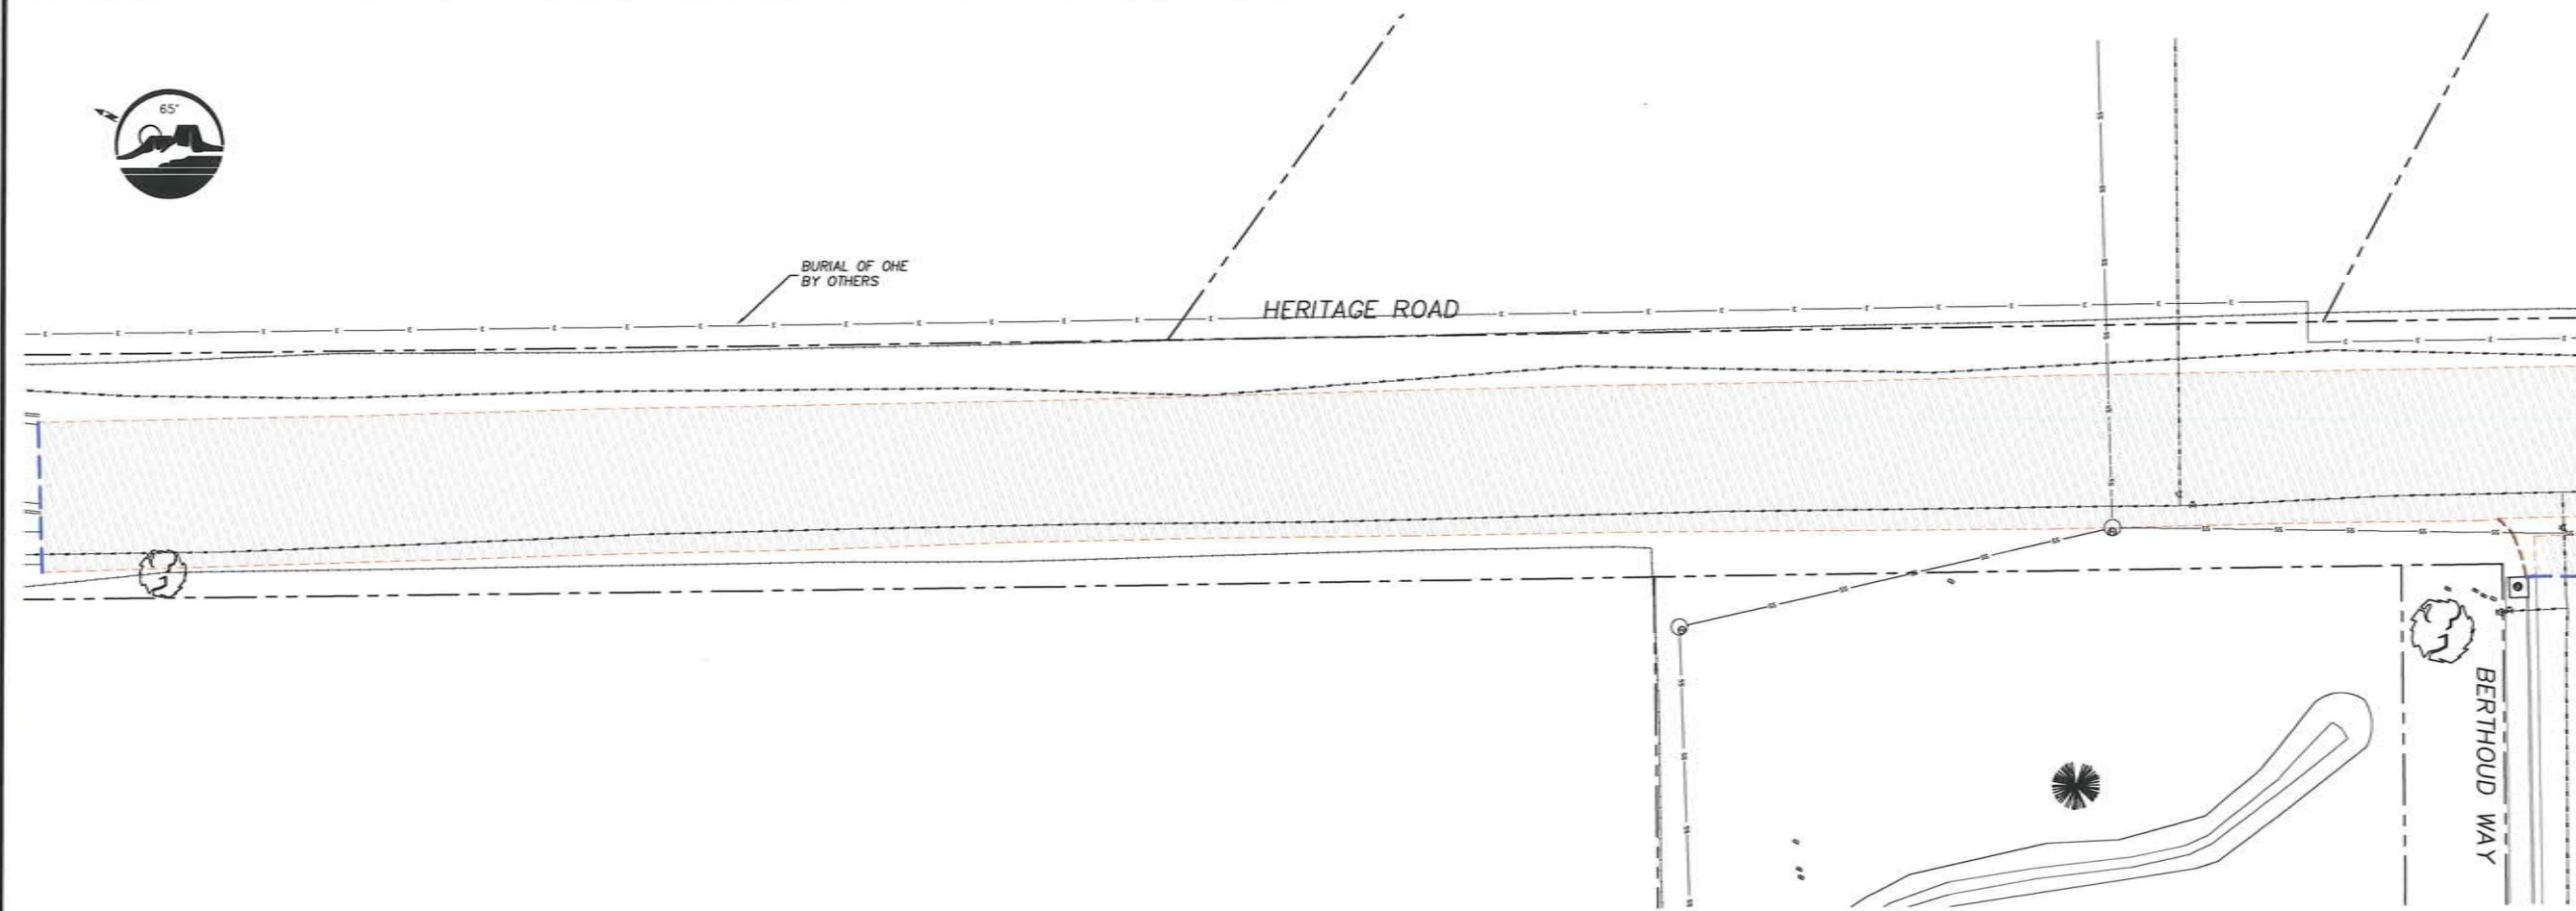 65°
N
BURIAL OF OHE
BY OTHERS
HERITAGE ROAD
BERTHOUD WAY